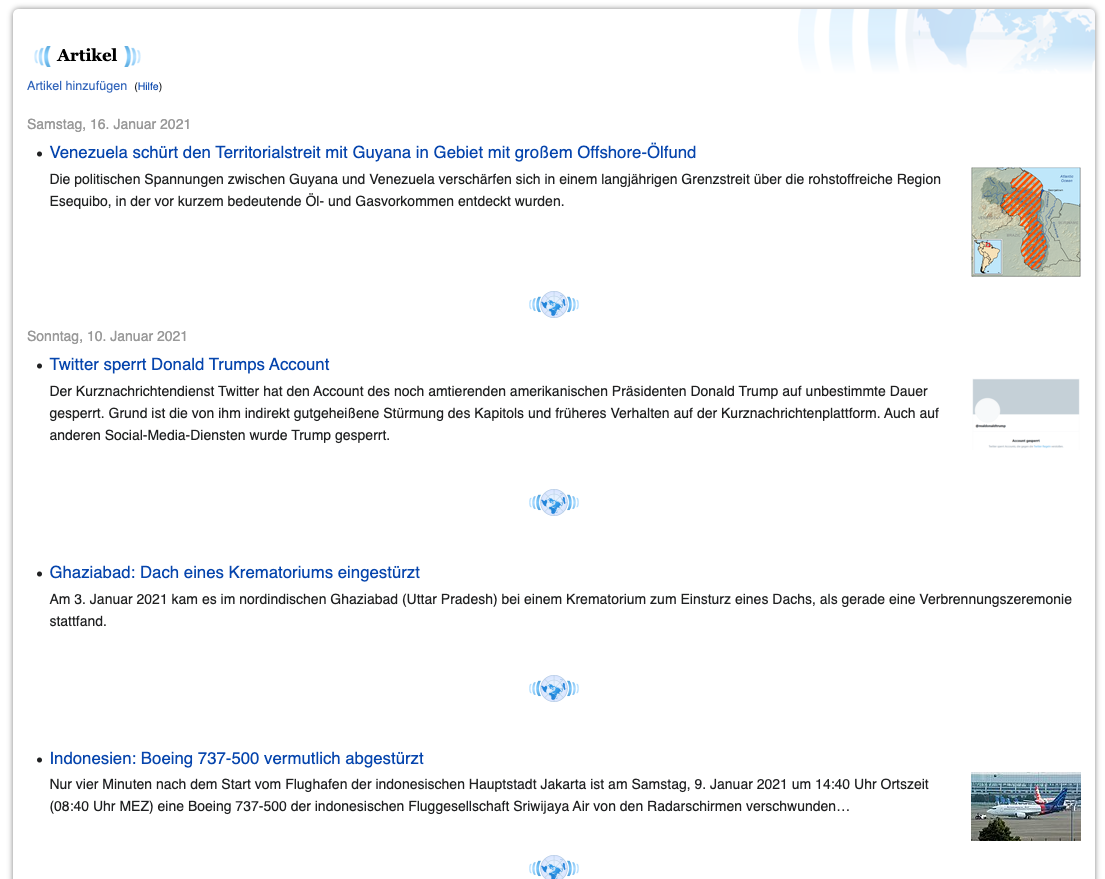 Artikel
Artikel hinzufügen (Hilfe)
Samstag, 16. Januar 2021
Venezuela schürt den Territorialstreit mit Guyana in Gebiet mit großem Offshore-Ölfund
Die politischen Spannungen zwischen Guyana und Venezuela verschärfen sich in einem langjährigen Grenzstreit über die rohstoffreiche Region
Esequibo, in der vor kurzem bedeutende Öl- und Gasvorkommen entdeckt wurden.
Atlantic
Ocean
Sonntag, 10. Januar 2021
Twitter sperrt Donald Trumps Account
Der Kurznachrichtendienst Twitter hat den Account des noch amtierenden amerikanischen Präsidenten Donald Trump auf unbestimmte Dauer
gesperrt. Grund ist die von ihm indirekt gutgeheißene Stürmung des Kapitols und früheres Verhalten auf der Kurznachrichtenplattform. Auch auf
anderen Social-Media-Diensten wurde Trump gesperrt.
@realdonaldtrump
Account gesperrt
Ghaziabad: Dach eines Krematoriums eingestürzt
Am 3. Januar 2021 kam es im nordindischen Ghaziabad (Uttar Pradesh) bei einem Krematorium zum Einsturz eines Dachs, als gerade eine Verbrennungszeremonie
stattfand.
Indonesien: Boeing 737-500 vermutlich abgestürzt
Nur vier Minuten nach dem Start vom Flughafen der indonesischen Hauptstadt Jakarta ist am Samstag, 9. Januar 2021 um 14:40 Uhr Ortszeit
(08:40 Uhr MEZ) eine Boeing 737-500 der indonesischen Fluggesellschaft Sriwijaya Air von den Radarschirmen verschwunden…